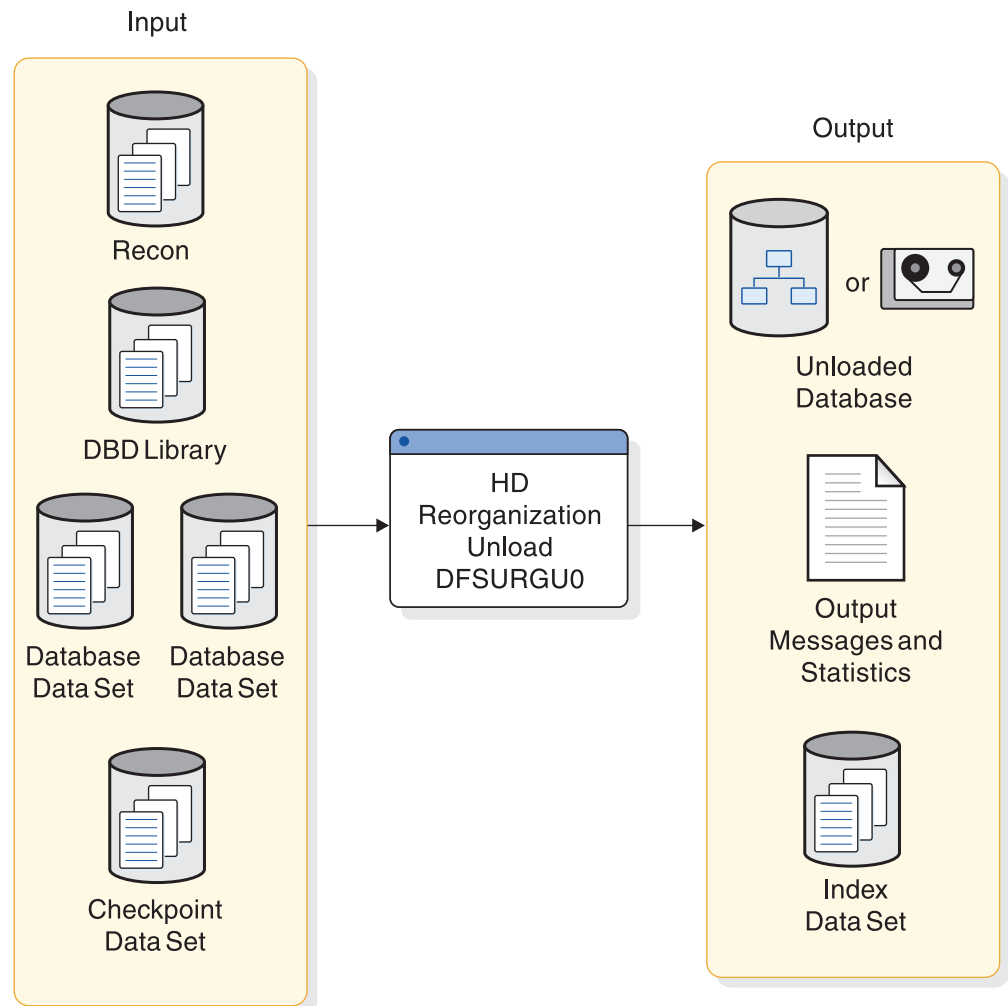 Input
Recon
DBD Library
Database
Data Set
Database
Data Set
Checkpoint
Data Set
HD
Reorganization
Unload
DFSURGU0
Output
or
Unloaded
Database
Output
Messages and
Statistics
Index
Data Set